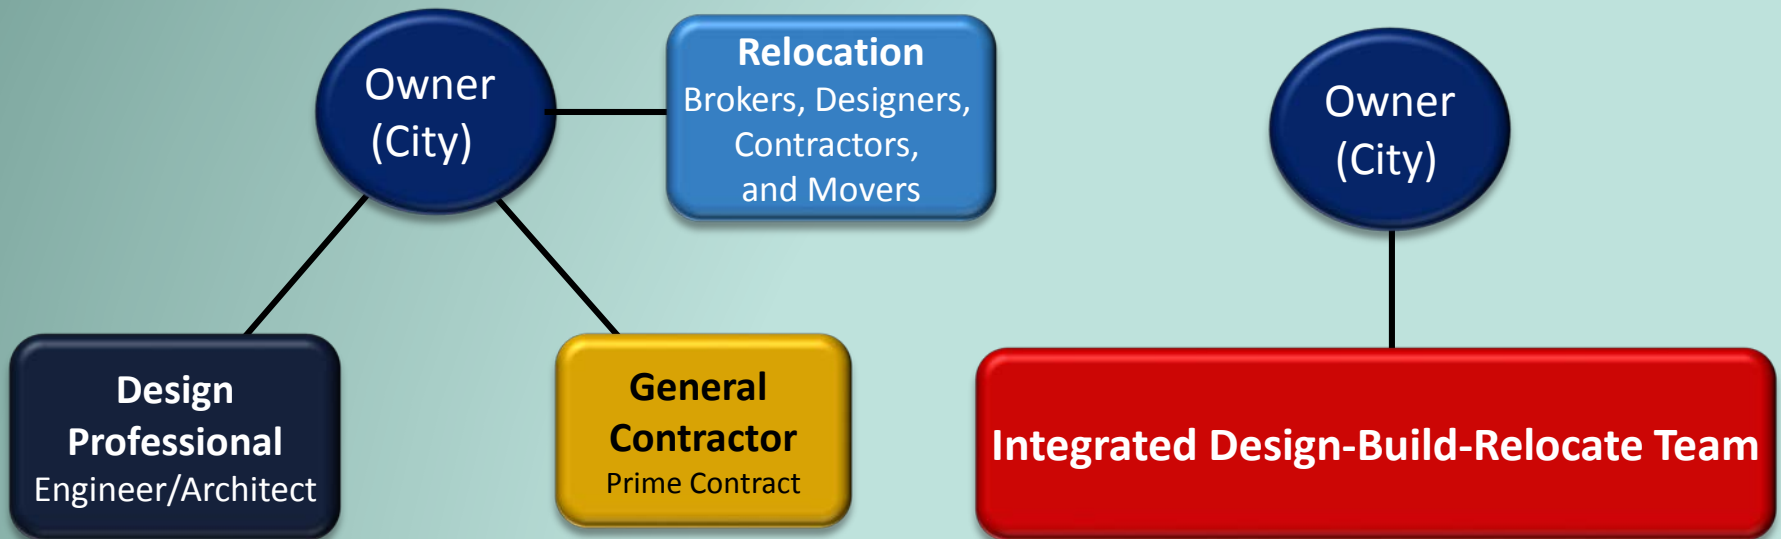 Owner
(City)
Relocation
Brokers, Designers,
Contractors,
and Movers
Design
Professional
Engineer/Architect
General
Contractor
Prime Contract
Owner
(City)
Integrated Design-Build-Relocate Team